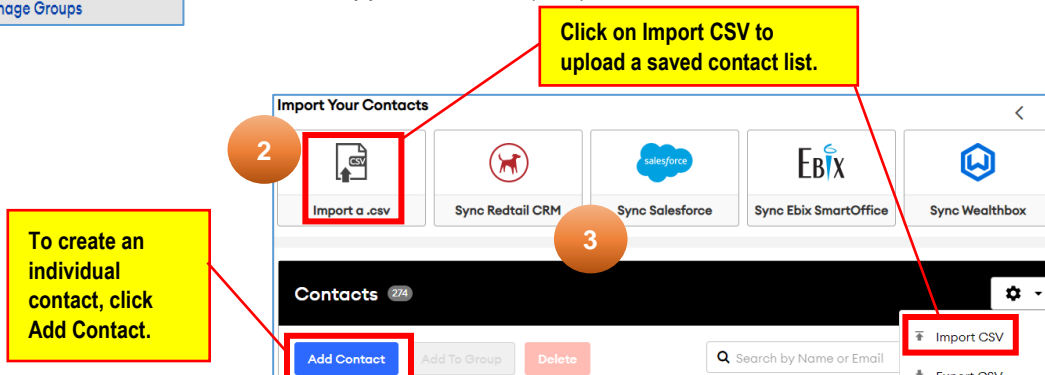 nage Groups
Click on Import CSV to
upload a saved contact list.
Import Your Contacts
2
CSV
salesforce
EBIX
Import a .csv
Sync Redtail CRM
Sync Salesforce
Sync Ebix SmartOffice
Sync Wealthbox
3
To create an
individual
contact, click
Add Contact.
Contacts 274
Import CSV
Add Contact
Add To Group
Delete
Search by Name or Email
Export CSV